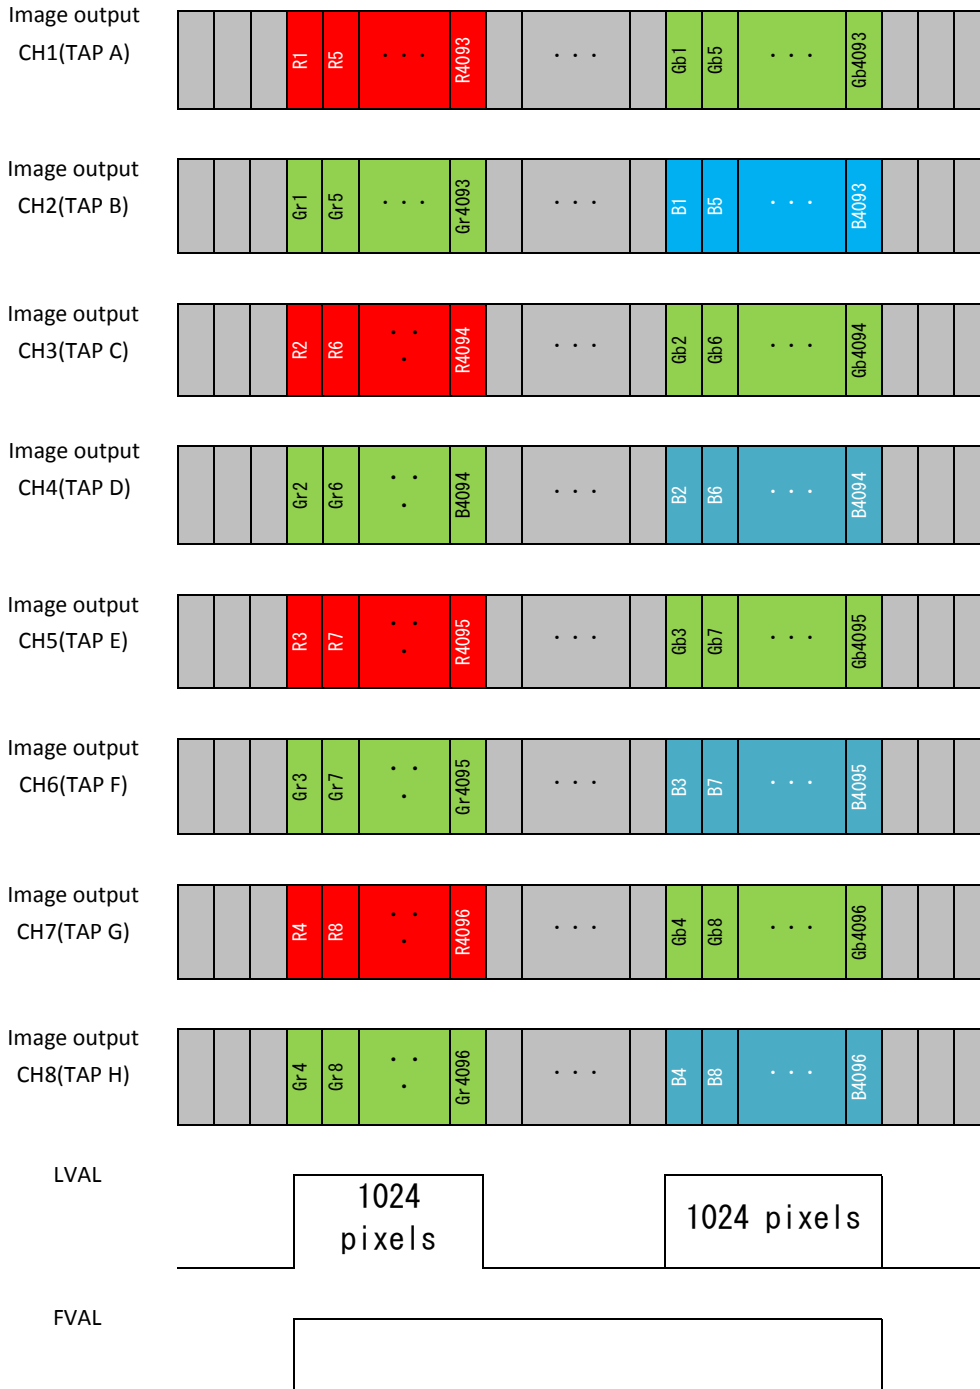 Image output
CH1(TAP A)
R1 R5 ・・・ R4093 ・・・ Gb1 Gb5 ・・・ Gb4093
Image output
CH2(TAP B)
Gr1 Gr5 ・・・ Gr4093 ・・・ B1 B5 ・・・ B4093
Image output
CH3(TAP C)
R2 R6 ・・・ R4094 ・・・ Gb2 Gb6 ・・・ Gb4094
Image output
CH4(TAP D)
Gr2 Gr6 ・・・ B4094 ・・・ B2 B6 ・・・ B4094
Image output
CH5(TAP E)
R3 R7 ・・・ R4095 ・・・ Gb3 Gb7 ・・・ Gb4095
Image output
CH6(TAP F)
Gr3 Gr7 ・・・ Gr4095 ・・・ B3 B7 ・・・ B4095
Image output
CH7(TAP G)
R4 R8 ・・・ R4096 ・・・ Gb4 Gb8 ・・・ Gb4096
Image output
CH8(TAP H)
Gr4 Gr8 ・・・ Gr4096 ・・・ B4 B8 ・・・ B4096
LVAL
1024
pixels
1024 pixels
FVAL